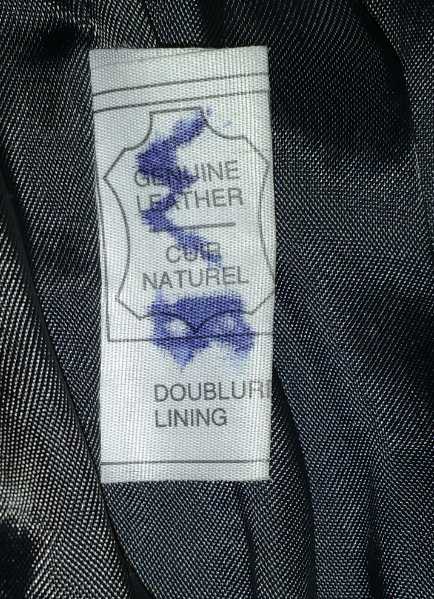 GENUINE
LEATHER
CUIR
NATUREL
DOUBLURE
LINING